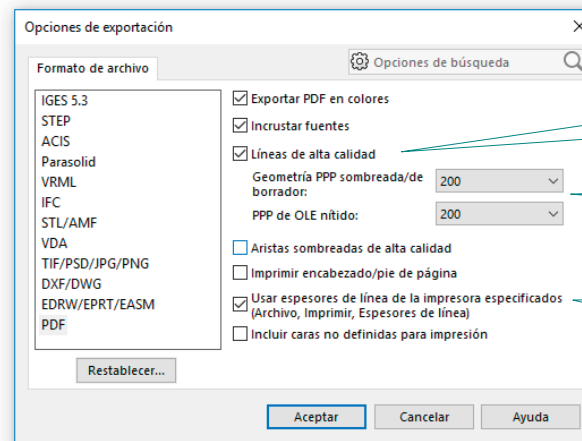 Opciones de exportación
Formato de archivo
Opciones de búsqueda
IGES 5.3
STEP
ACIS
Parasolid
VRML
IFC
STL/AMF
VDA
TIF/PSD/JPG/PNG
DXF/DWG
EDRW/EPRT/EASM
PDF
Restablecer...
Exportar PDF en colores
Incrustar fuentes
Líneas de alta calidad
Geometría PPP sombreada/de
borrador:
200
PPP de OLE nítido:
200
Aristas sombreadas de alta calidad
Imprimir encabezado/pie de página
Usar espesores de línea de la impresora especificados
(Archivo, Imprimir, Espesores de línea)
Incluir caras no definidas para impresión
Aceptar
Cancelar
Ayuda